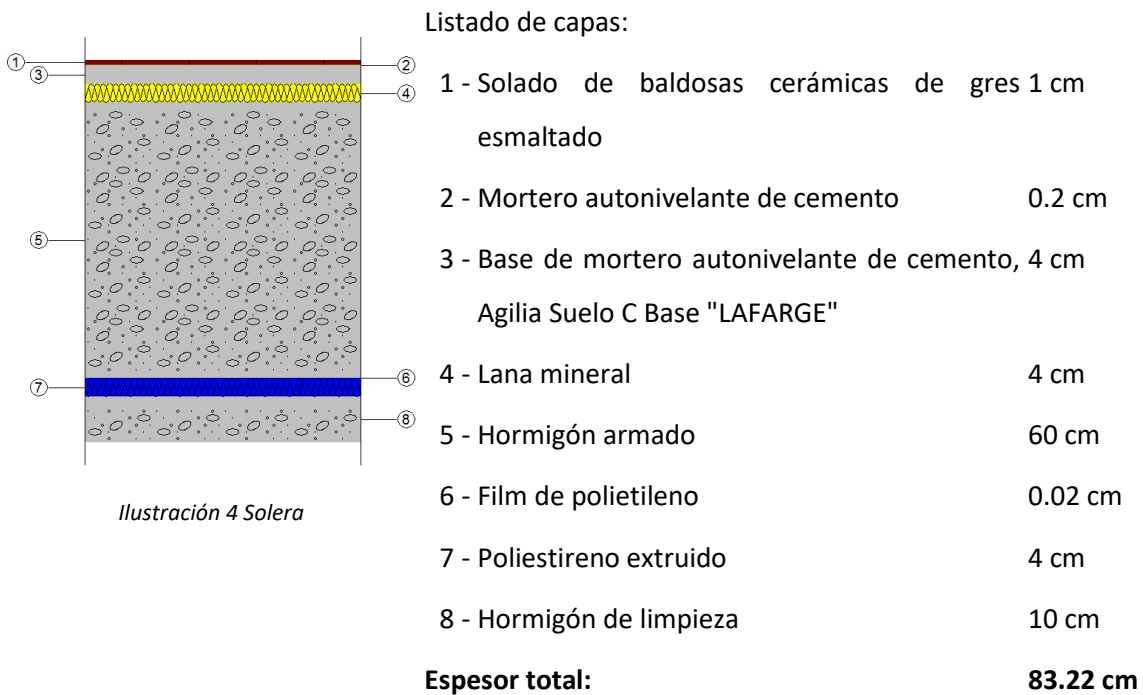 Listado de capas:
1
2
3
4
5
6
7
8
Ilustración 4 Solera
1 - Solado de baldosas cerámicas de gres 1 cm
esmaltado
2 - Mortero autonivelante de cemento 0.2 cm
3 - Base de mortero autonivelante de cemento, 4 cm
Agilia Suelo C Base "LAFARGE"
4 - Lana mineral 4 cm
5 - Hormigón armado 60 cm
6 - Film de polietileno 0.02 cm
7 - Poliestireno extruido 4 cm
8 - Hormigón de limpieza 10 cm
Espesor total: 83.22 cm